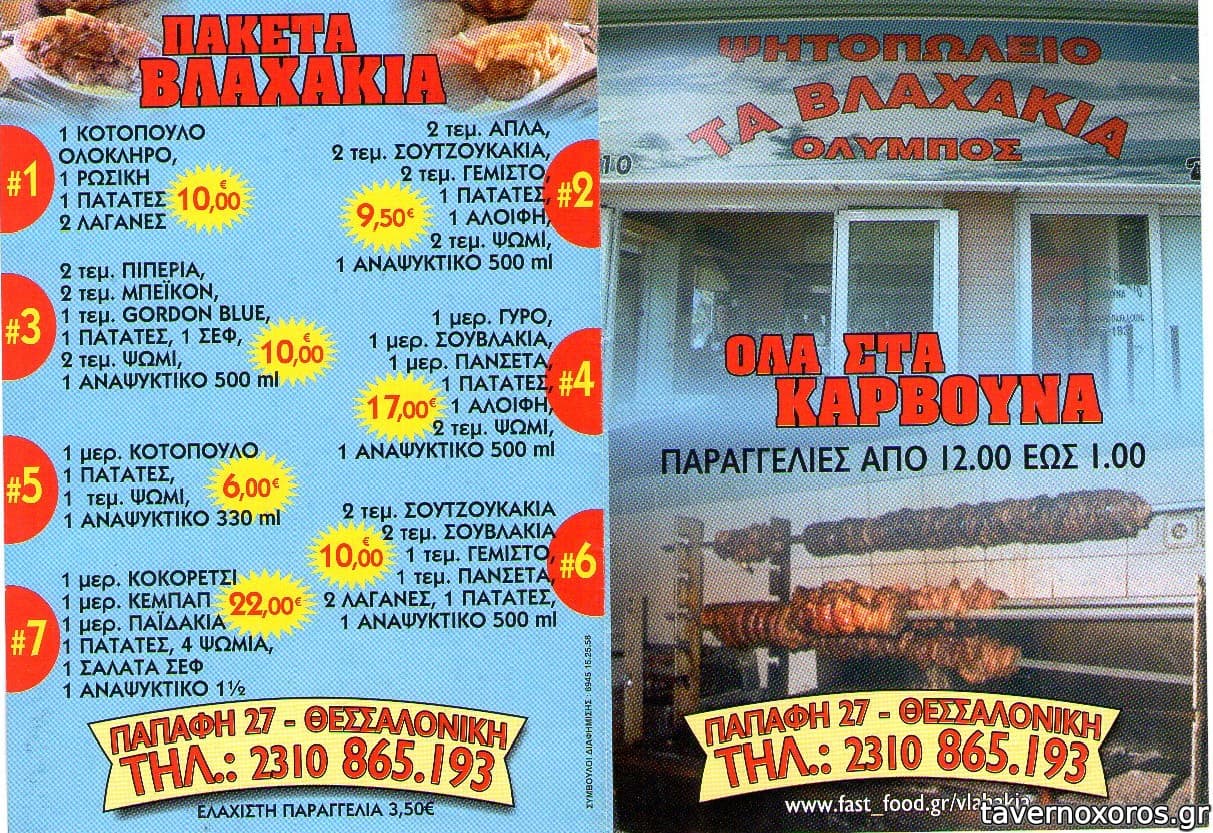 ΠΑΚΕΤΑ
ΒΛΑΧΑΚΙΑ
#1
1 ΚΟΤΟΠΟΥΛΟ
ΟΛΟΚΛΗΡΟ,
1 ΡΩΣΙΚΗ
1 ΠΑΤΑΤΕΣ
2 ΛΑΓΑΝΕΣ
10,00€
#2
2 τεμ. ΑΠΛΑ,
2 τεμ. ΣΟΥΤΖΟΥΚΑΚΙΑ,
2 τεμ. ΓΕΜΙΣΤΟ,
1 ΠΑΤΑΤΕΣ,
1 ΑΛΟΙΦΗ,
2 τεμ. ΨΩΜΙ,
1 ΑΝΑΨΥΚΤΙΚΟ 500 ml
9,50€
#3
2 τεμ. ΠΙΠΕΡΙΑ,
2 τεμ. ΜΠΕΪΚΟΝ,
1 τεμ. GORDON BLUE,
1 ΠΑΤΑΤΕΣ, 1 ΣΕΦ,
2 τεμ. ΨΩΜΙ,
1 ΑΝΑΨΥΚΤΙΚΟ 500 ml
10,00€
#4
1 μερ. ΓΥΡΟ,
1 μερ. ΣΟΥΒΛΑΚΙΑ,
1 μερ. ΠΑΝΣΕΤΑ,
1 ΠΑΤΑΤΕΣ,
1 ΑΛΟΙΦΗ,
2 τεμ. ΨΩΜΙ,
1 ΑΝΑΨΥΚΤΙΚΟ 500 ml
17,00€
#5
1 μερ. ΚΟΤΟΠΟΥΛΟ
1 ΠΑΤΑΤΕΣ,
1 τεμ. ΨΩΜΙ,
1 ΑΝΑΨΥΚΤΙΚΟ 330 ml
6,00€
#6
2 τεμ. ΣΟΥΤΖΟΥΚΑΚΙΑ
2 τεμ. ΣΟΥΒΛΑΚΙΑ
1 τεμ. ΓΕΜΙΣΤΟ,
1 τεμ. ΠΑΝΣΕΤΑ,
2 ΛΑΓΑΝΕΣ, 1 ΠΑΤΑΤΕΣ,
1 ΑΝΑΨΥΚΤΙΚΟ 500 ml
10,00€
#7
1 μερ. ΚΟΚΟΡΕΤΣΙ
1 μερ. ΚΕΜΠΑΠ
1 μερ. ΠΑΪΔΑΚΙΑ
1 ΠΑΤΑΤΕΣ, 4 ΨΩΜΙΑ,
1 ΣΑΛΑΤΑ ΣΕΦ
1 ΑΝΑΨΥΚΤΙΚΟ 1½
22,00€
ΠΑΠΑΦΗ 27 - ΘΕΣΣΑΛΟΝΙΚΗ
ΤΗΛ.: 2310 865.193
ΕΛΑΧΙΣΤΗ ΠΑΡΑΓΓΕΛΙΑ 3,50€
ΣΥΜΒΟΥΛΟΙ ΔΙΑΦΗΜΙΣΗΣ - 6945 15.25.58
ΨΗΤΟΠΩΛΕΙΟ
ΤΑ ΒΛΑΧΑΚΙΑ
ΟΛΥΜΠΟΣ
10
ΟΛΑ ΣΤΑ
ΚΑΡΒΟΥΝΑ
ΠΑΡΑΓΓΕΛΙΕΣ ΑΠΟ 12.00 ΕΩΣ 1.00
ΠΑΠΑΦΗ 27 - ΘΕΣΣΑΛΟΝΙΚΗ
ΤΗΛ.: 2310 865.193
www.fast_food.gr/vlahakia
tavernoxoros.gr